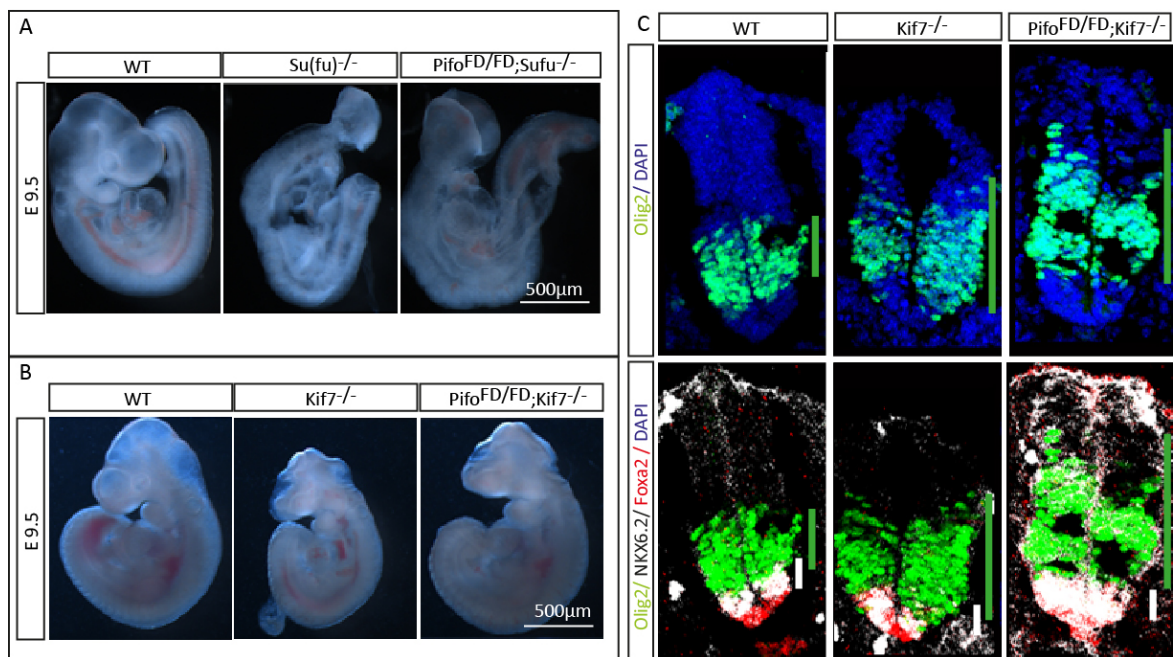 A
WT
Su(fu)-/-
PifoFD/FD;Sufu-/-
E 9.5
500μm
B
WT
Kif7-/-
PifoFD/FD;Kif7-/-
E 9.5
500μm
C
WT
Kif7-/-
PifoFD/FD;Kif7-/-
Olig2/ DAPI
Olig2/ NKX6.2/ Foxa2 / DAPI